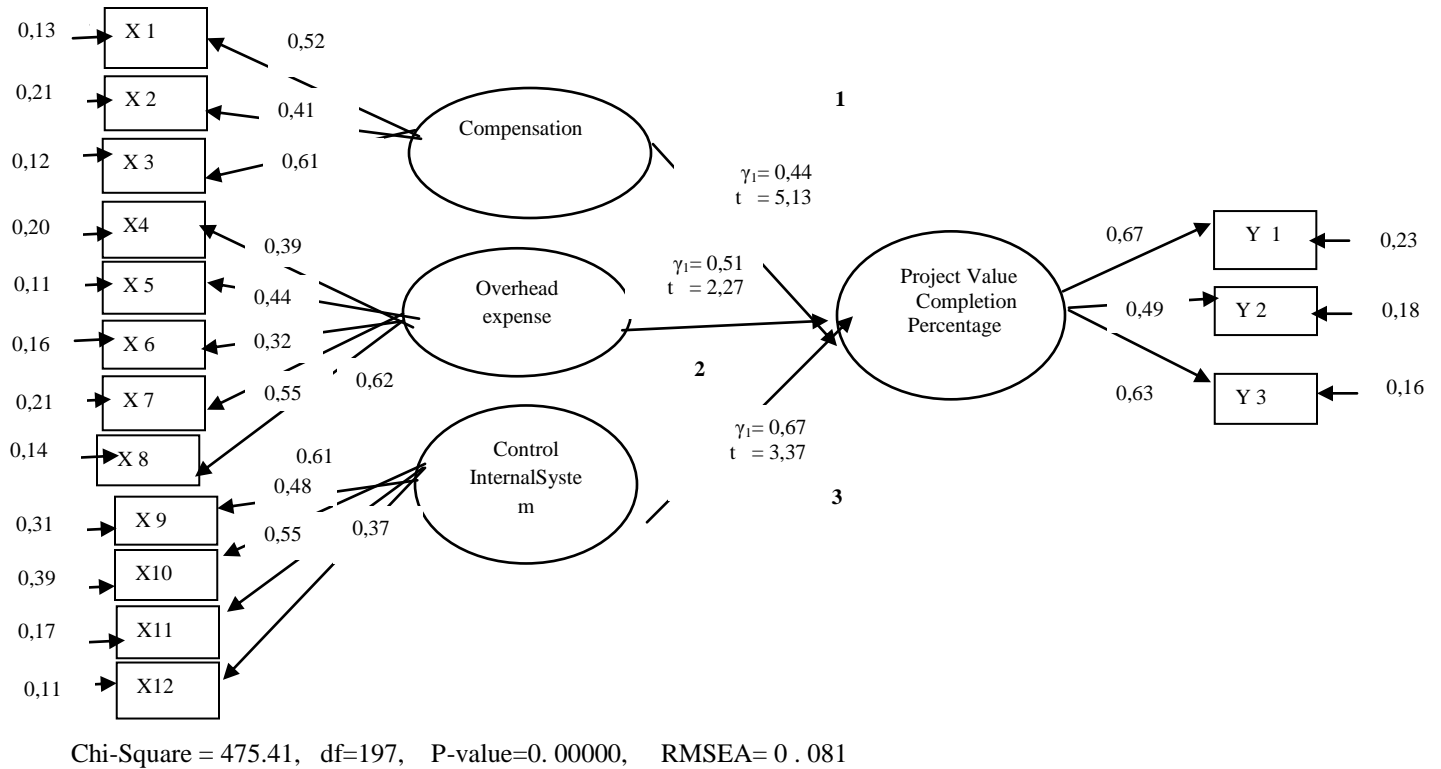 0,13
X 1
0,52
0,21
X 2
0,41
0,12
X 3
0,61
0,20
X4
0,39
0,11
X 5
0,44
0,16
X 6
0,32
0,21
X 7
0,55
0,62
0,14
X 8
0,61
0,48
0,31
X 9
0,55
0,37
0,39
X10
0,17
X11
0,11
X12
Compensation
Overhead
expense
Control
InternalSyste
m
1
γ₁= 0,44
t = 5,13
γ₁= 0,51
t = 2,27
2
γ₁= 0,67
t = 3,37
3
Project Value
Completion
Percentage
0,67
Y 1
0,23
0,49
Y 2
0,18
0,63
Y 3
0,16
Chi-Square = 475.41, df=197, P-value=0. 00000, RMSEA= 0 . 081